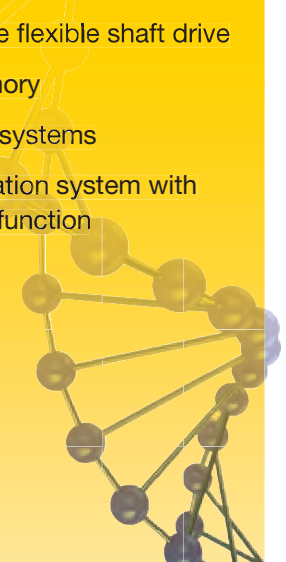 e flexible shaft drive
nory
systems
ation system with
function